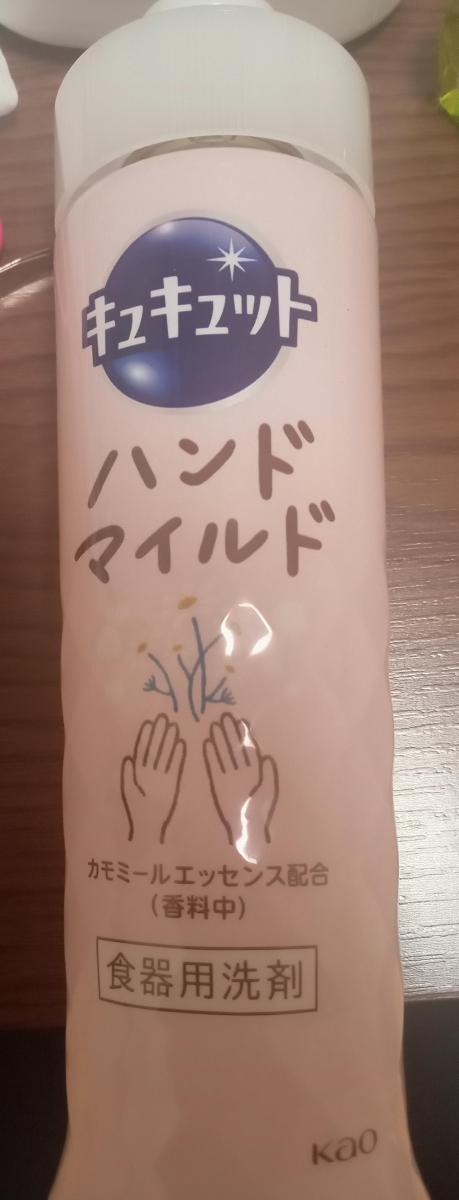 キュキュット
ハンド
マイルド
カモミールエッセンス配合
(香料中)
食器用洗剤
Kao